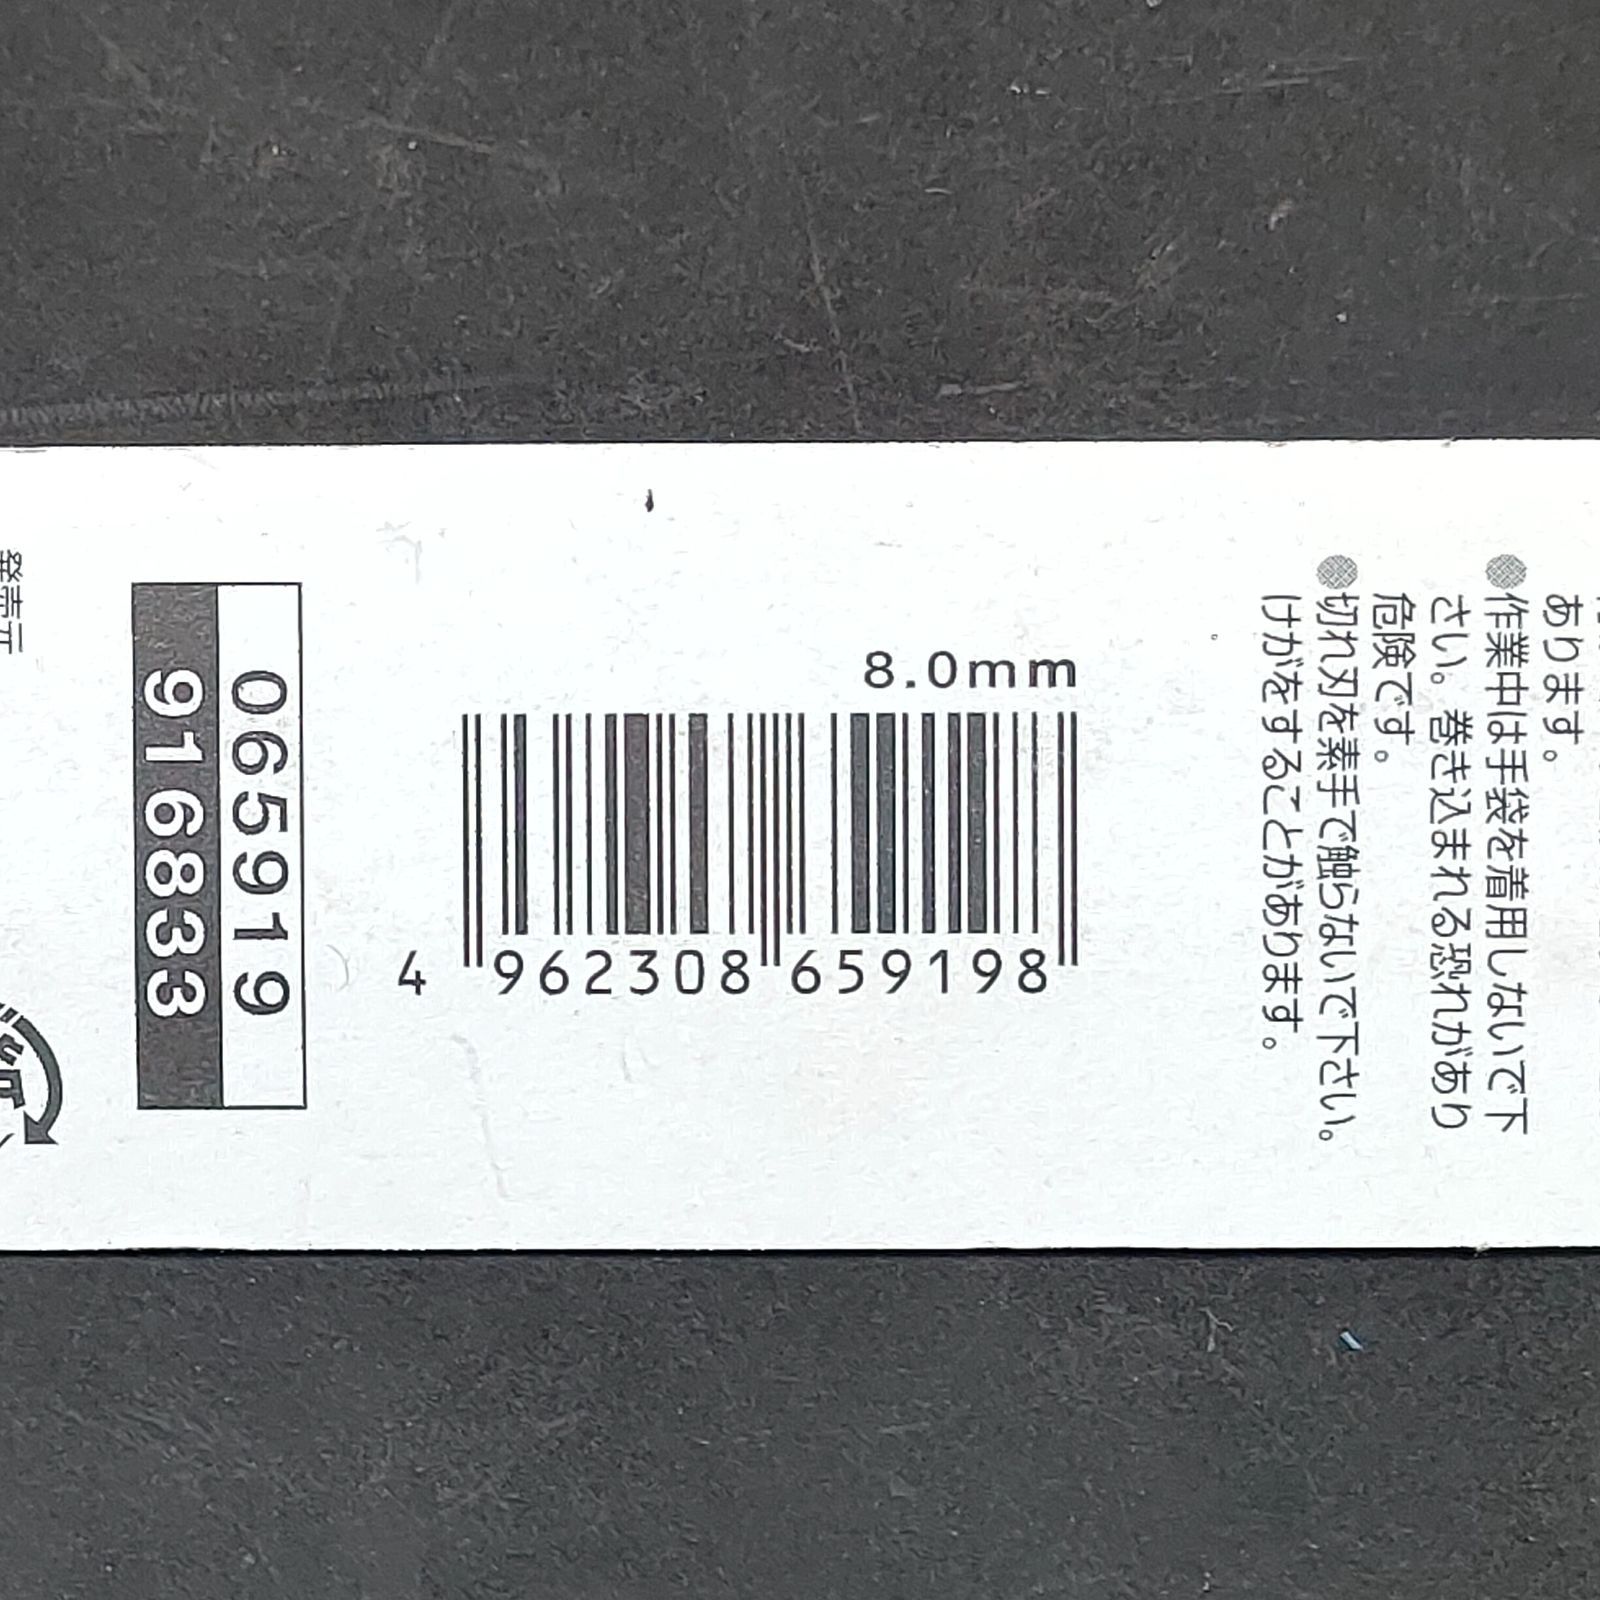 8.0mm
4 962308 659198
065919
916833
あります。
●作業中は手袋を着用しないで下
さい。巻き込まれる恐れがあり
危険です。
●切れ刃を素手で触らないで下さい。
けがをすることがあります。